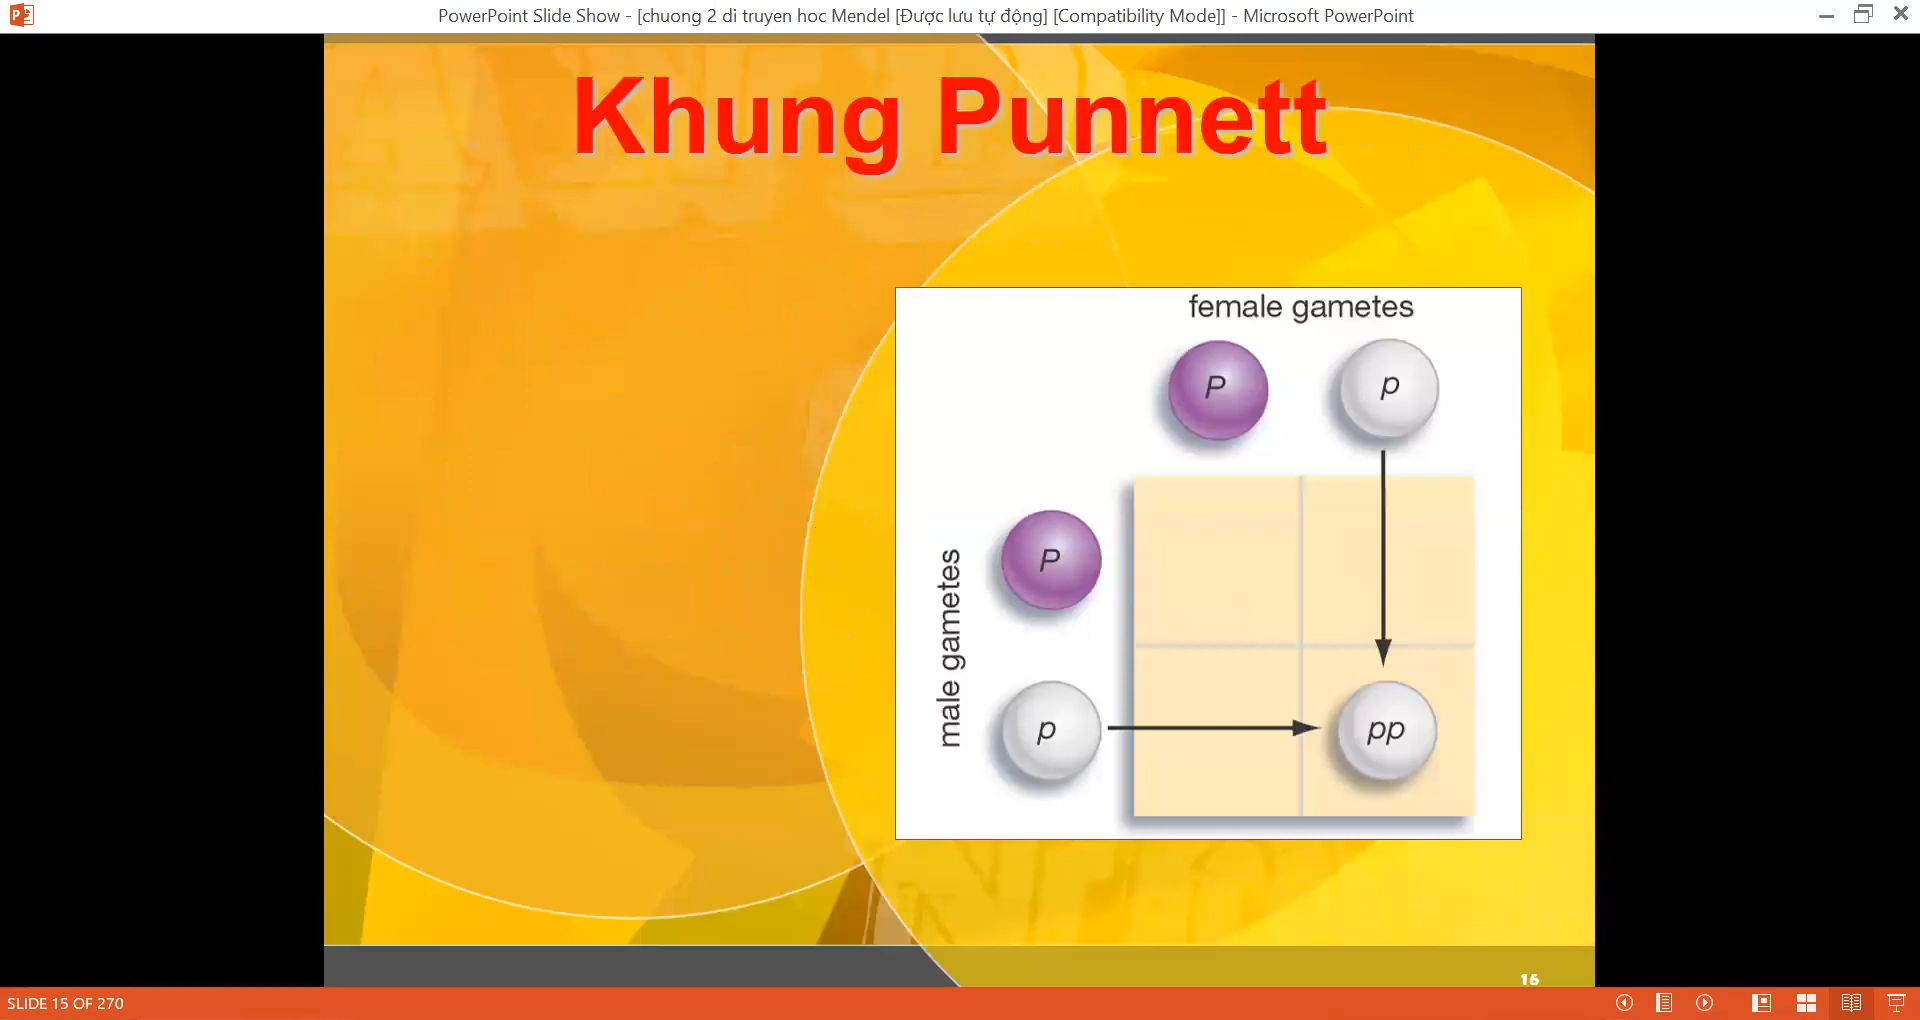 PowerPoint Slide Show - [chuong 2 di truyen hoc Mendel [Được lưu tự động] [Compatibility Mode]] - Microsoft PowerPoint
Khung Punnett
female gametes
P
p
male gametes
P
p
pp
16
SLIDE 15 OF 270